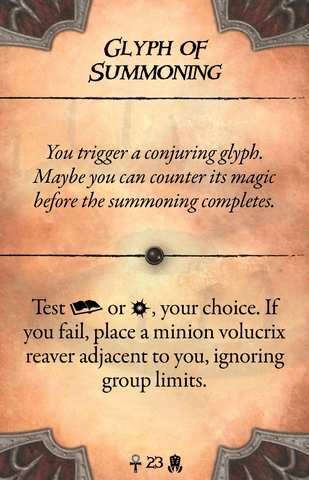 Glyph of
Summoning
You trigger a conjuring glyph.
Maybe you can counter its magic
before the summoning completes.
Test or , your choice. If
you fail, place a minion volucrix
reaver adjacent to you, ignoring
group limits.
23